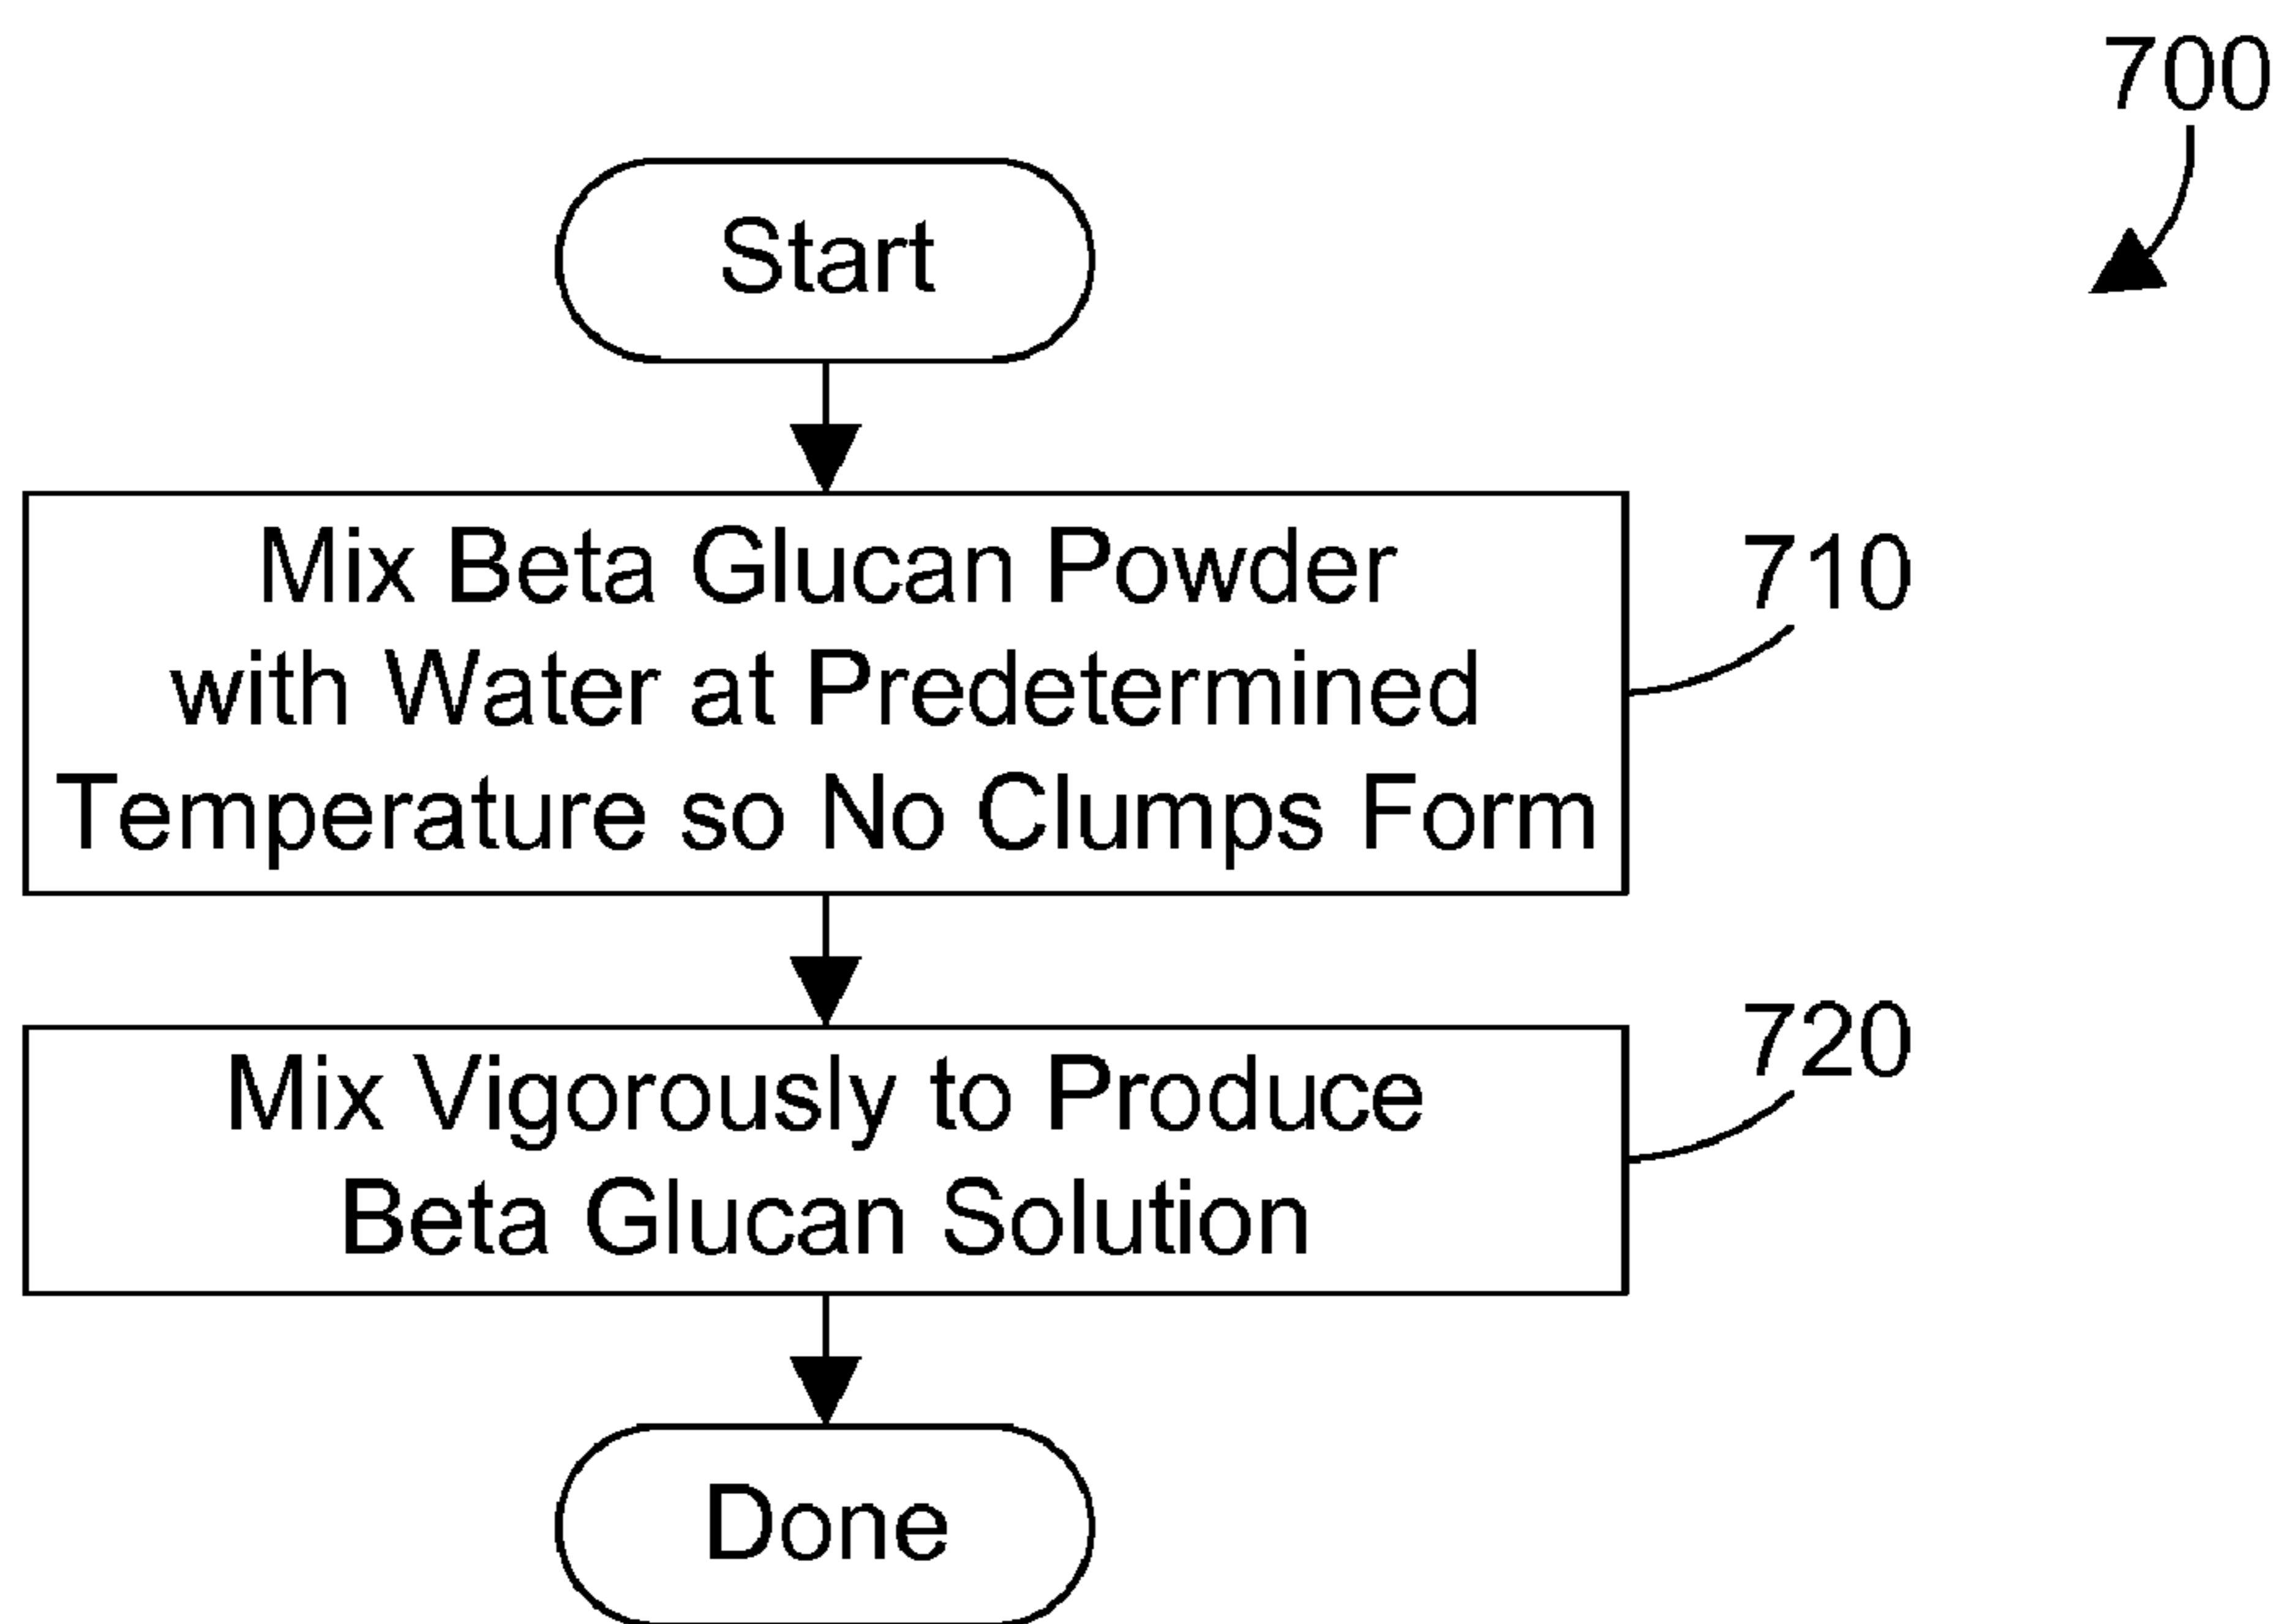 700
Start
Mix Beta Glucan Powder
with Water at Predetermined
Temperature so No Clumps Form
710
Mix Vigorously to Produce
Beta Glucan Solution
720
Done